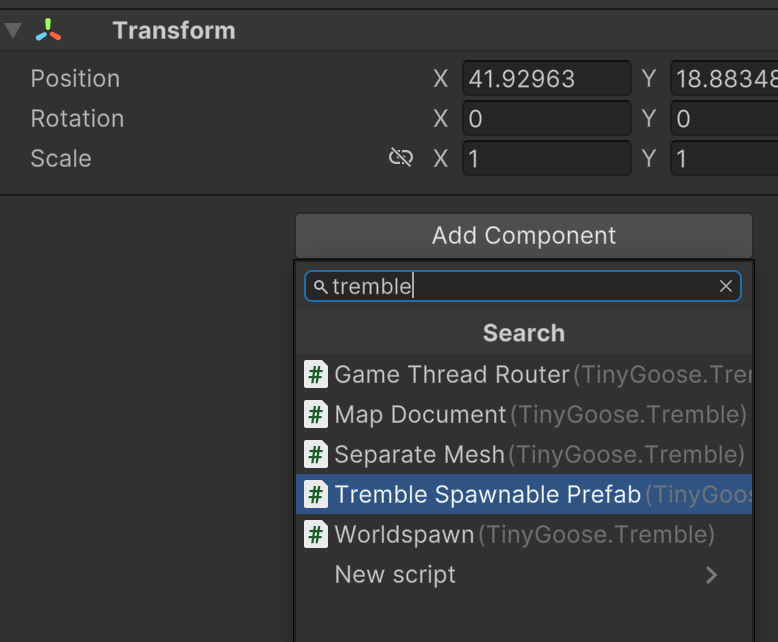 Transform
Position X 41.92963 Y 18.88348
Rotation X 0 Y 0
Scale X 1 Y 1
Add Component
tremble
Search
Game Thread Router (TinyGoose.Trem
Map Document (TinyGoose.Tremble)
Separate Mesh (TinyGoose.Tremble)
Tremble Spawnable Prefab (TinyGoos
Worldspawn (TinyGoose.Tremble)
New script